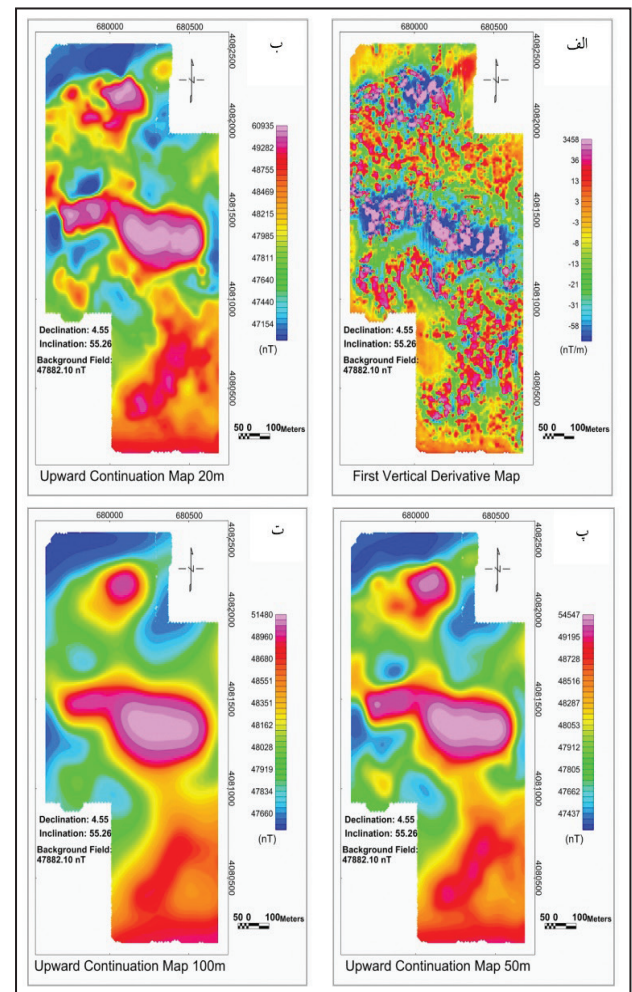 الف
680000 680500
4082500
4082000
4081500
4081000
4080500
3458
36
13
3
-3
-8
-13
-21
-31
-58
(nT/m)
Declination: 4.55
Inclination: 55.26
Background Field:
47882.10 nT
50 0 100Meters
First Vertical Derivative Map
ب
680000 680500
4082500
4082000
4081500
4081000
4080500
60935
49282
48755
48469
48215
47985
47811
47640
47440
47154
(nT)
Declination: 4.55
Inclination: 55.26
Background Field:
47882.10 nT
50 0 100Meters
Upward Continuation Map 20m
پ
680000 680500
4082500
4082000
4081500
4081000
4080500
54547
49195
48728
48516
48287
48053
47912
47805
47662
47437
(nT)
Declination: 4.55
Inclination: 55.26
Background Field:
47882.10 nT
50 0 100Meters
Upward Continuation Map 50m
ت
680000 680500
4082500
4082000
4081500
4081000
4080500
51480
48960
48680
48551
48351
48162
48028
47919
47834
47660
(nT)
Declination: 4.55
Inclination: 55.26
Background Field:
47882.10 nT
50 0 100Meters
Upward Continuation Map 100m